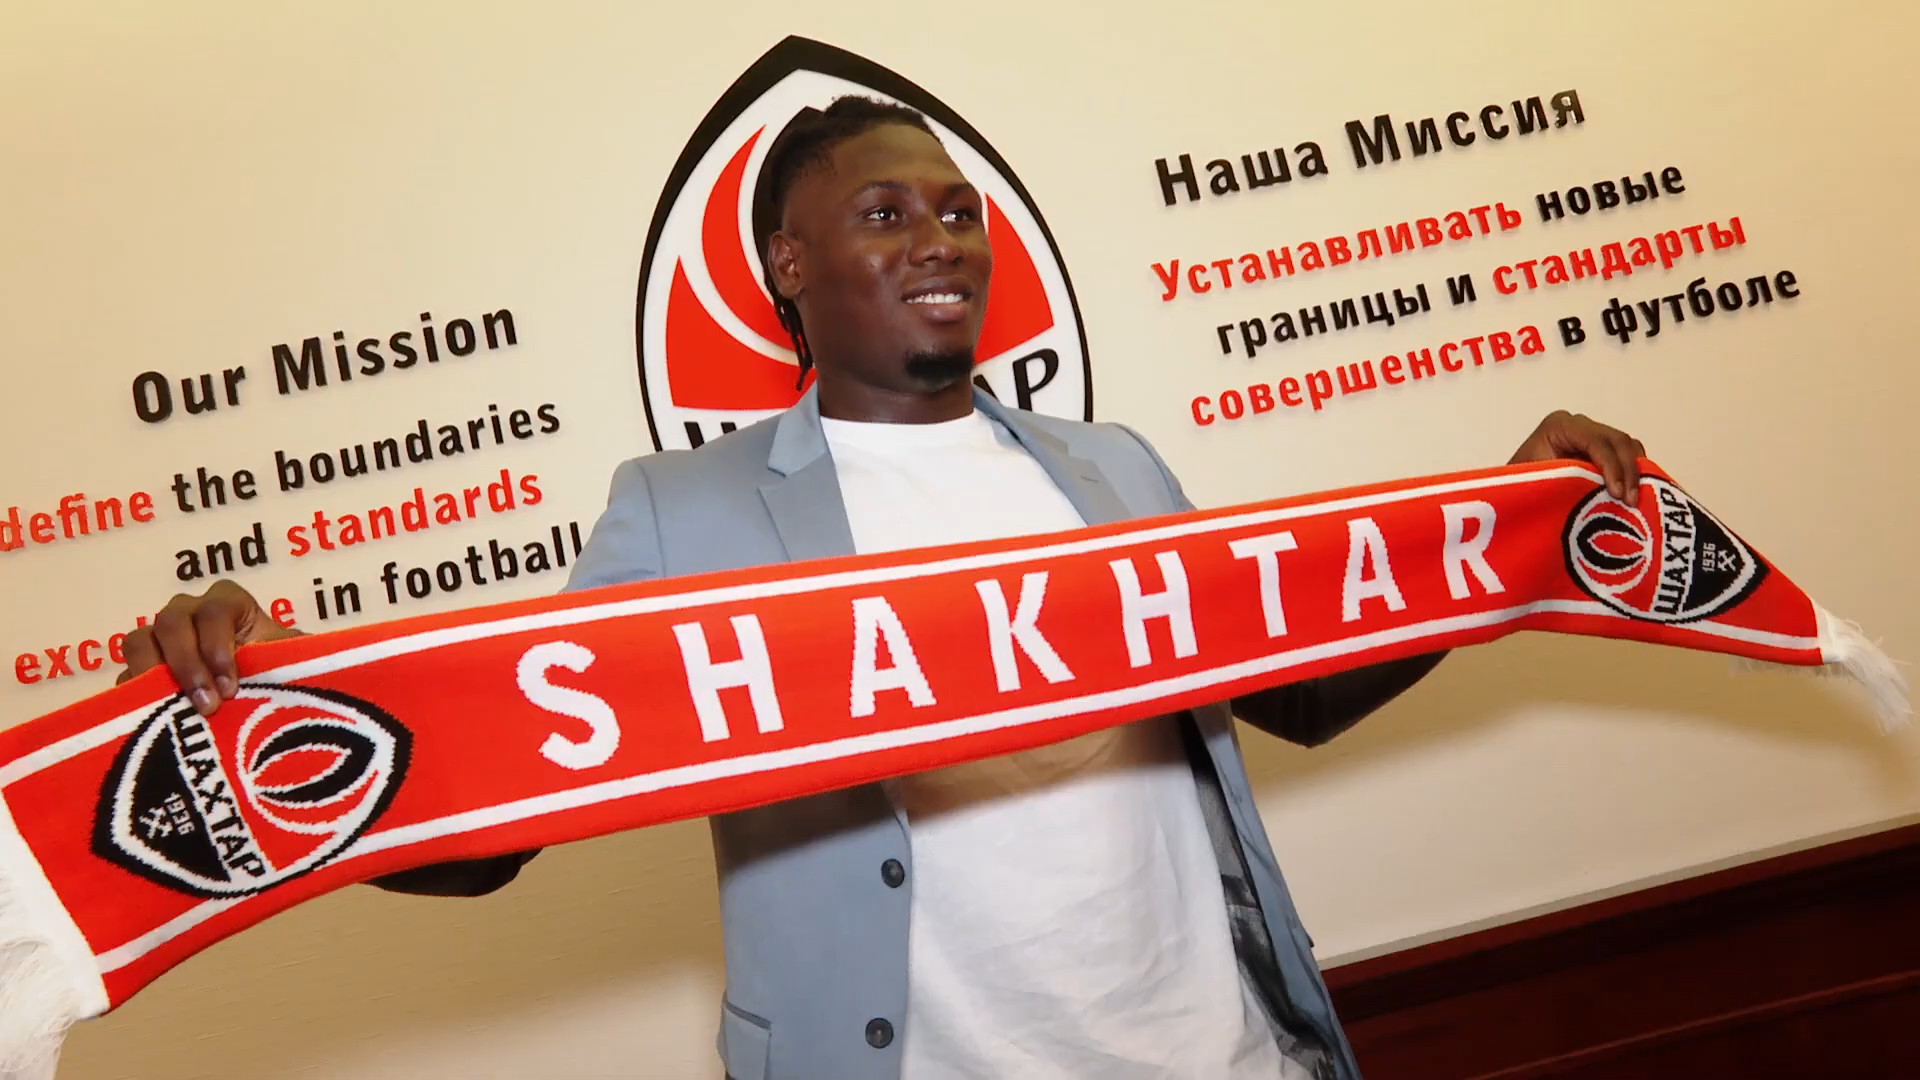 Our Mission
define the boundaries
and standards
in football
Наша Миссия
Устанавливать новые
границы и стандарты
совершенства в футболе
SHAKHTAR
ШАХТАР
1936
ШАХТАР
1936